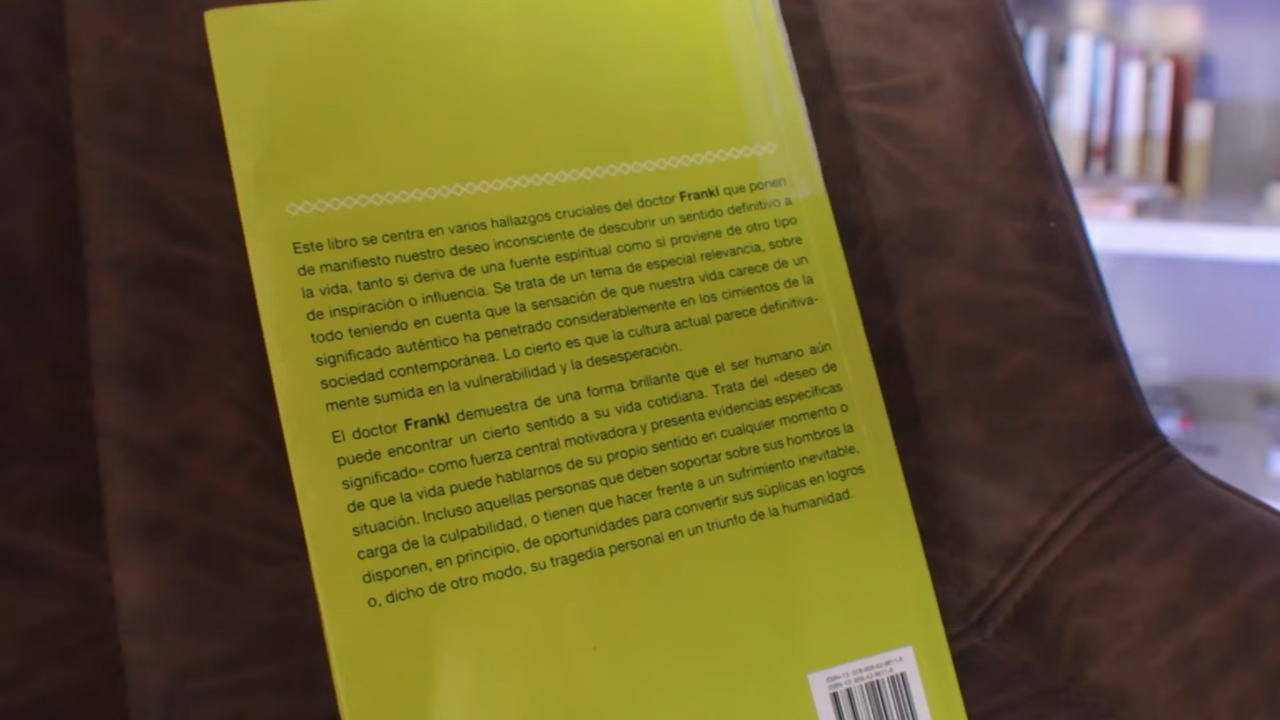 Este libro se centra en varios hallazgos cruciales del doctor Frankl que ponen
de manifiesto nuestro deseo inconsciente de descubrir un sentido definitivo a
la vida, tanto si deriva de una fuente espiritual como si proviene de otro tipo
de inspiración o influencia. Se trata de un tema de especial relevancia, sobre
todo teniendo en cuenta que la sensación de que nuestra vida carece de un
significado auténtico ha penetrado considerablemente en los cimientos de la
sociedad contemporánea. Lo cierto es que la cultura actual parece definitiva-
mente sumida en la vulnerabilidad y la desesperación.
El doctor Frankl demuestra de una forma brillante que el ser humano aún
puede encontrar un cierto sentido a su vida cotidiana. Trata del «deseo de
significado» como fuerza central motivadora y presenta evidencias específicas
de que la vida puede hablarnos de su propio sentido en cualquier momento o
situación. Incluso aquellas personas que deben soportar sobre sus hombros la
carga de la culpabilidad, o tienen que hacer frente a un sufrimiento inevitable,
disponen, en principio, de oportunidades para convertir sus súplicas en logros
o, dicho de otro modo, su tragedia personal en un triunfo de la humanidad.